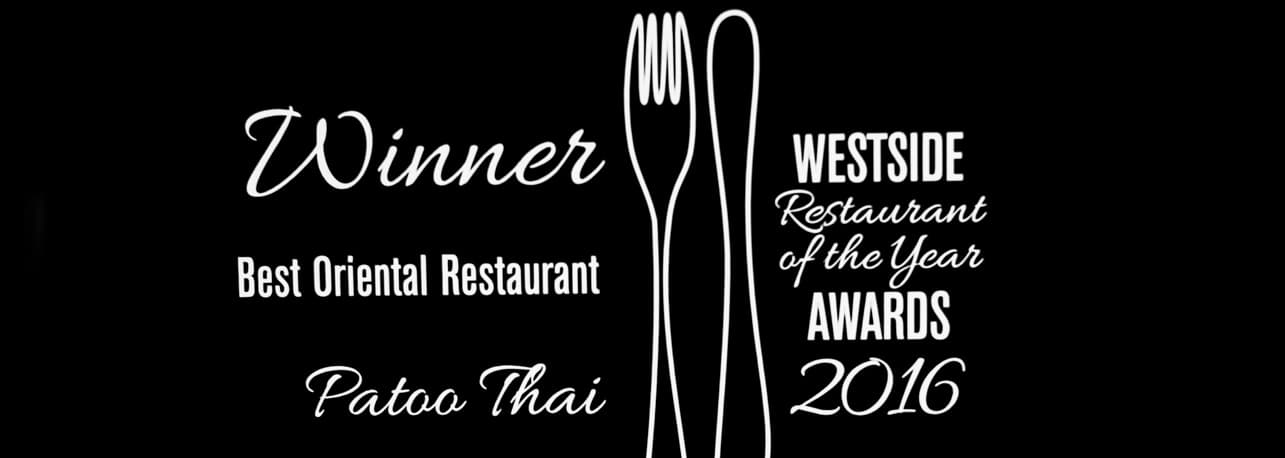 Winner
Best Oriental Restaurant
Patoo Thai
WESTSIDE
Restaurant
of the Year
AWARDS
2016